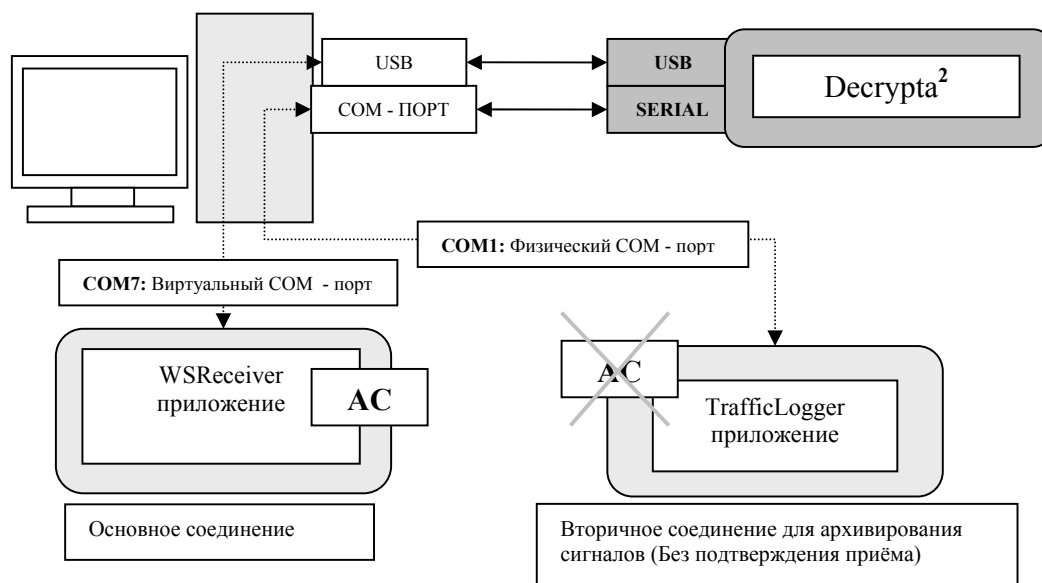 USB
USB
Decrypta²
COM - ПОРТ
SERIAL
COM1: Физический COM - порт
COM7: Виртуальный COM - порт
WSReceiver
приложение
AC
AC
TrafficLogger
приложение
Основное соединение
Вторичное соединение для архивирования
сигналов (Без подтверждения приёма)